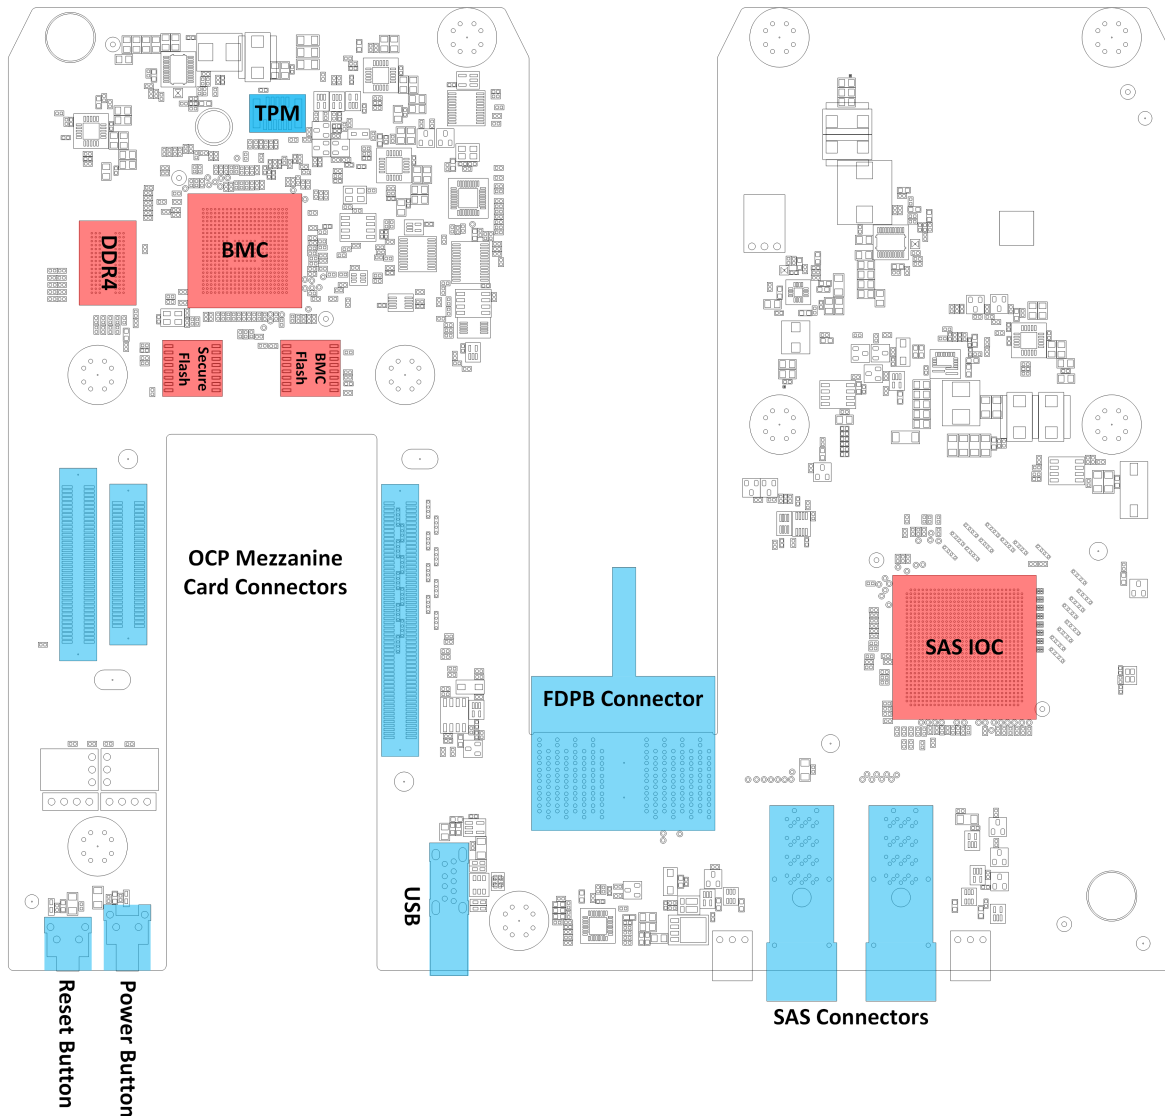 TPM
DDR4
BMC
Secure
Flash
BMC
Flash
OCP Mezzanine
Card Connectors
SAS IOC
FDPB Connector
USB
Reset Button
Power Button
SAS Connectors